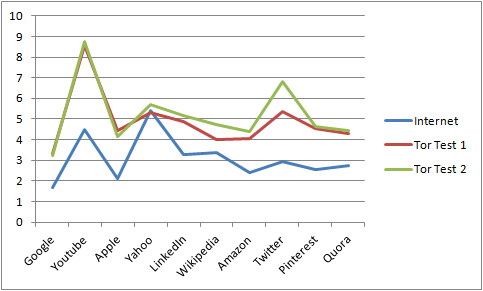 10
9
8
7
6
5
4
3
2
1
0
Google
Youtube
Apple
Yahoo
LinkedIn
Wikipedia
Amazon
Twitter
Pinterest
Quora
Internet
Tor Test 1
Tor Test 2